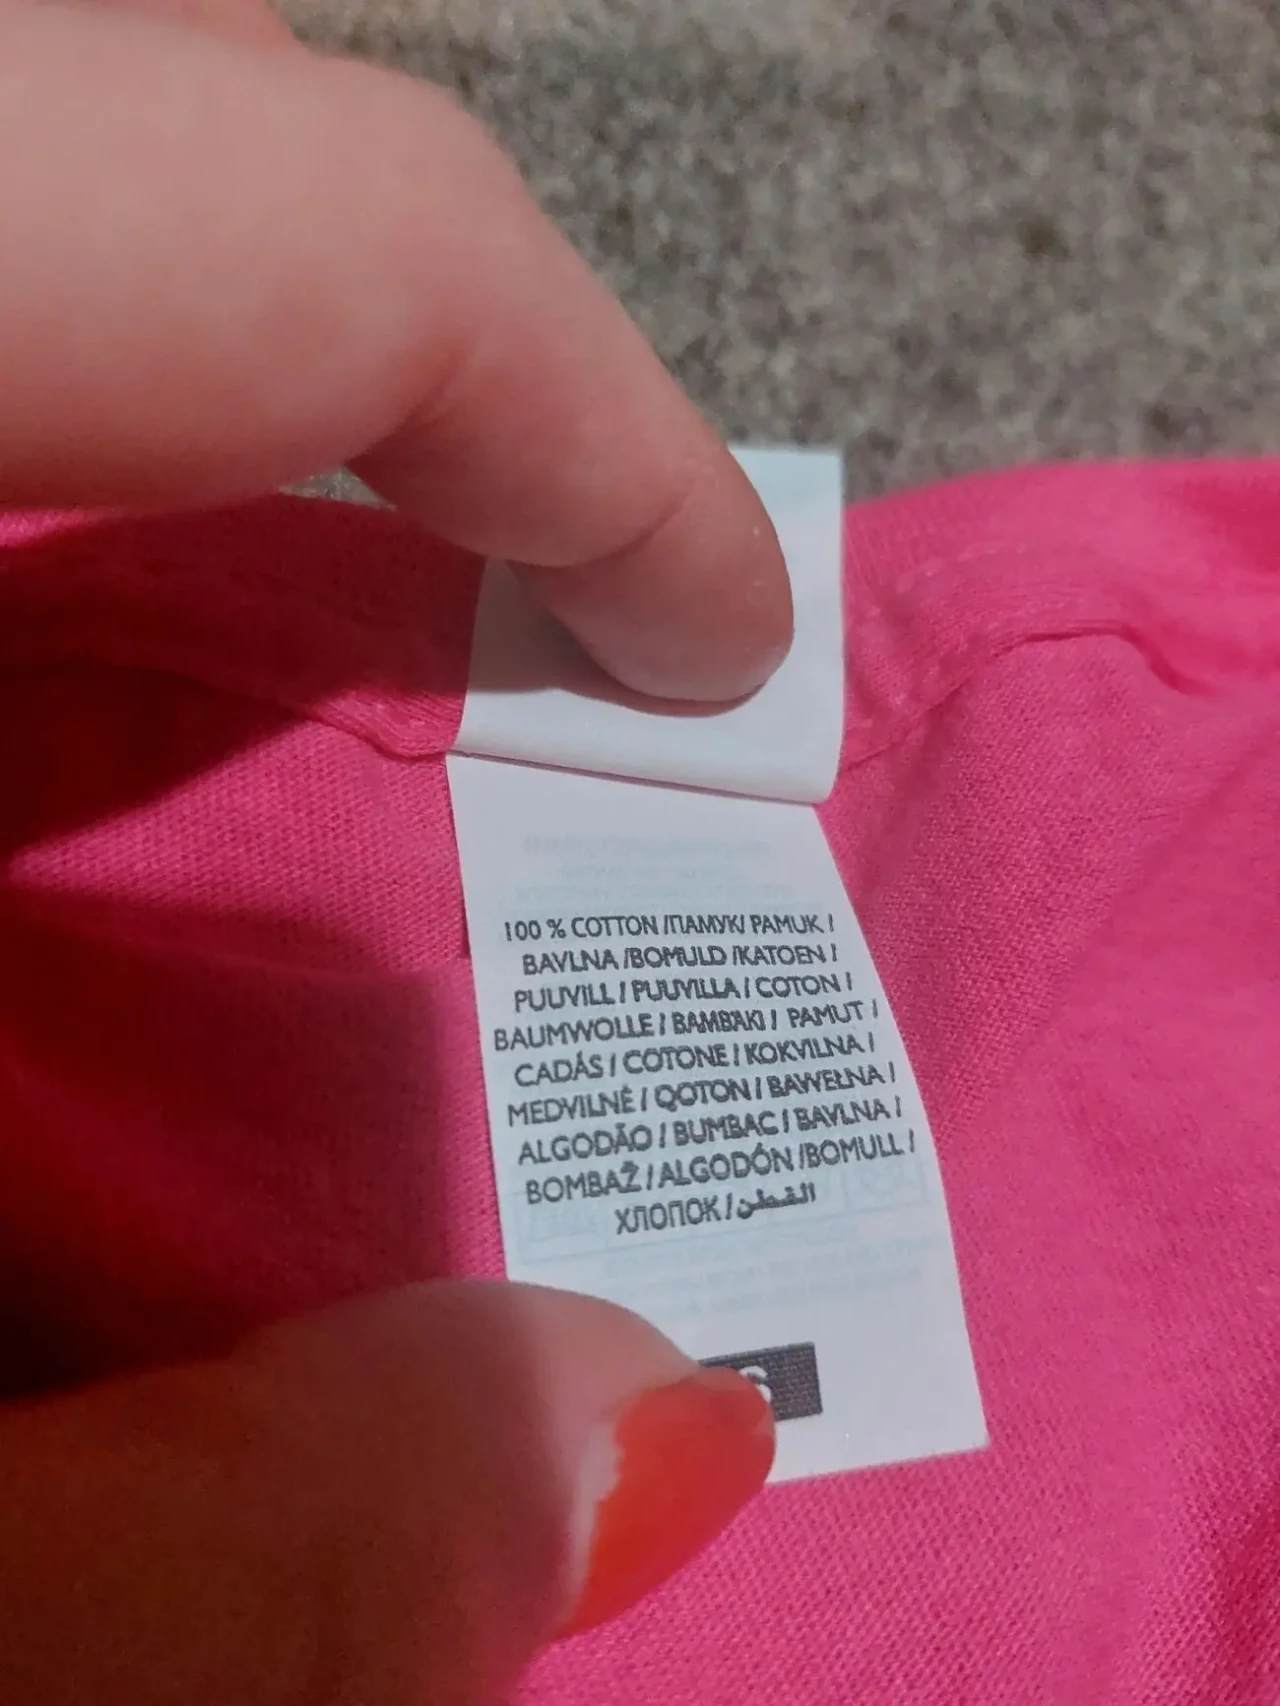 100 % COTTON /ПАМУК/ PAMUK /
BAVLNA /BOMULD /KATOEN /
PUUVILL / PUUVILLA / COTON /
BAUMWOLLE / ΒΑΜΒΑΚΙ / PAMUT /
CADÁS / COTONE / KOKVILNA /
MEDVILNĖ / QOTON / BAWEŁNA /
ALGODÃO / BUMBAC / BAVLNA /
BOMBAŽ / ALGODÓN /BOMULL /
ХЛОПОК / القطن